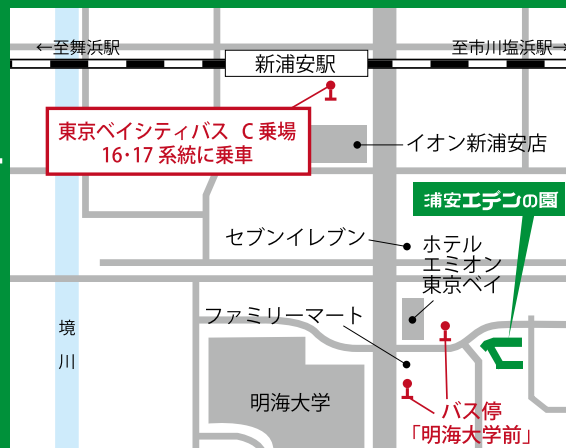 ←至舞浜駅
新浦安駅
至市川塩浜駅→
東京ベイシティバス C 乗場
16･17 系統に乗車
イオン新浦安店
浦安エデンの園
セブンイレブン
ホテル
エミオン
東京ベイ
ファミリーマート
境
川
明海大学
バス停
「明海大学前」